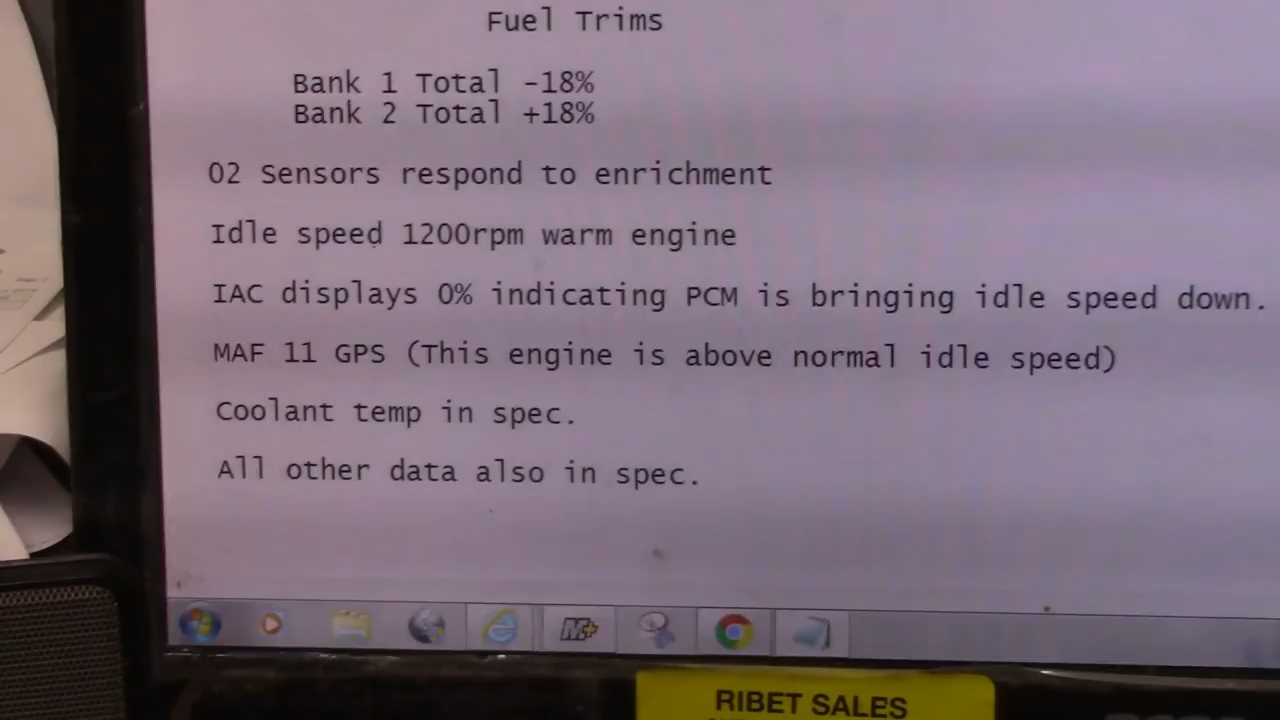 Fuel Trims
Bank 1 Total -18%
Bank 2 Total +18%
O2 Sensors respond to enrichment
Idle speed 1200rpm warm engine
IAC displays 0% indicating PCM is bringing idle speed down.
MAF 11 GPS (This engine is above normal idle speed)
Coolant temp in spec.
All other data also in spec.
M+
RIBET SALES